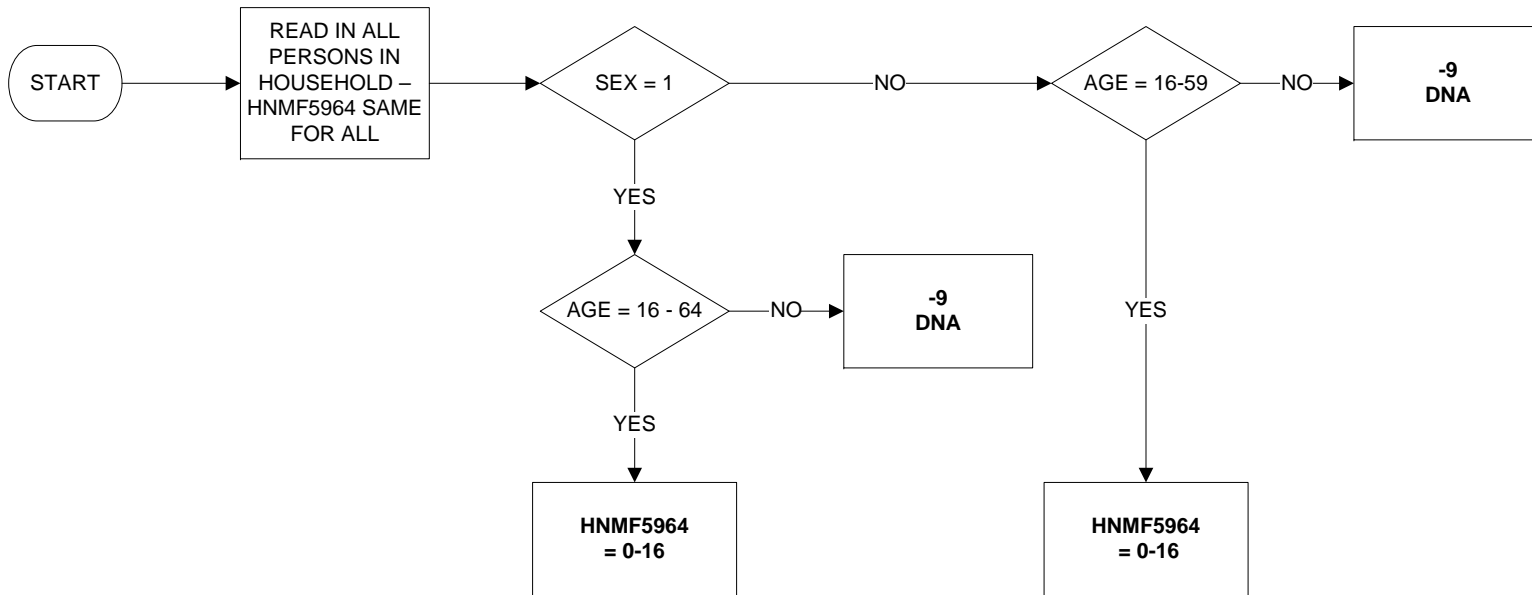 START
READ IN ALL
PERSONS IN
HOUSEHOLD –
HNMF5964 SAME
FOR ALL
SEX = 1
NO
AGE = 16-59
NO
-9
DNA
YES
AGE = 16 - 64
NO
-9
DNA
YES
YES
HNMF5964
= 0-16
HNMF5964
= 0-16